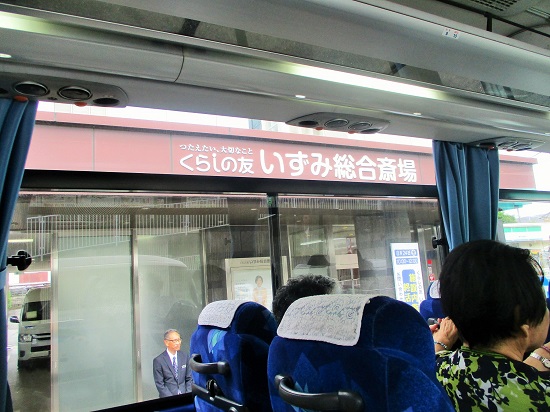 つたえたい、大切なこと
くらしの友 いずみ総合斎場